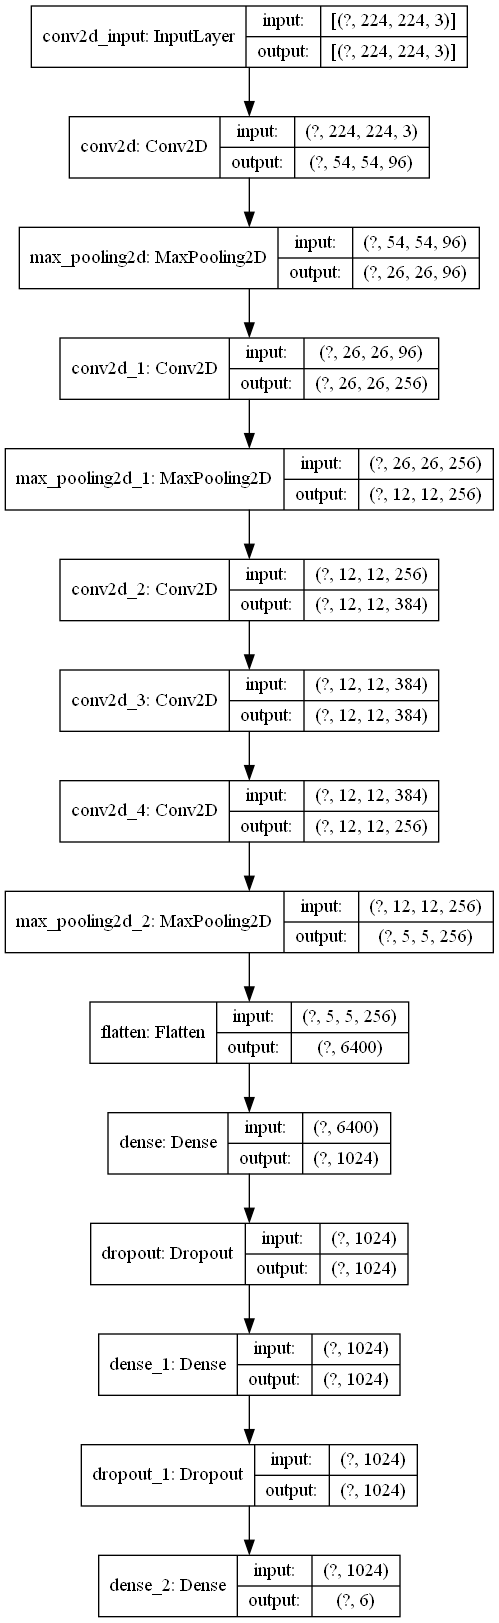 conv2d_input: InputLayer
input: [(?, 224, 224, 3)]
output: [(?, 224, 224, 3)]
conv2d: Conv2D
input: (?, 224, 224, 3)
output: (?, 54, 54, 96)
max_pooling2d: MaxPooling2D
input: (?, 54, 54, 96)
output: (?, 26, 26, 96)
conv2d_1: Conv2D
input: (?, 26, 26, 96)
output: (?, 26, 26, 256)
max_pooling2d_1: MaxPooling2D
input: (?, 26, 26, 256)
output: (?, 12, 12, 256)
conv2d_2: Conv2D
input: (?, 12, 12, 256)
output: (?, 12, 12, 384)
conv2d_3: Conv2D
input: (?, 12, 12, 384)
output: (?, 12, 12, 384)
conv2d_4: Conv2D
input: (?, 12, 12, 384)
output: (?, 12, 12, 256)
max_pooling2d_2: MaxPooling2D
input: (?, 12, 12, 256)
output: (?, 5, 5, 256)
flatten: Flatten
input: (?, 5, 5, 256)
output: (?, 6400)
dense: Dense
input: (?, 6400)
output: (?, 1024)
dropout: Dropout
input: (?, 1024)
output: (?, 1024)
dense_1: Dense
input: (?, 1024)
output: (?, 1024)
dropout_1: Dropout
input: (?, 1024)
output: (?, 1024)
dense_2: Dense
input: (?, 1024)
output: (?, 6)